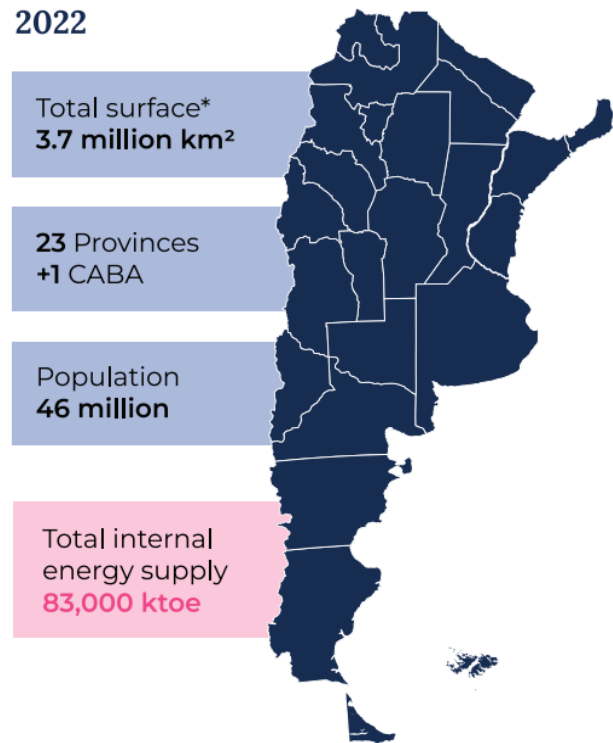 2022
Total surface*
3.7 million km²
23 Provinces
+1 CABA
Population
46 million
Total internal
energy supply
83,000 ktoe